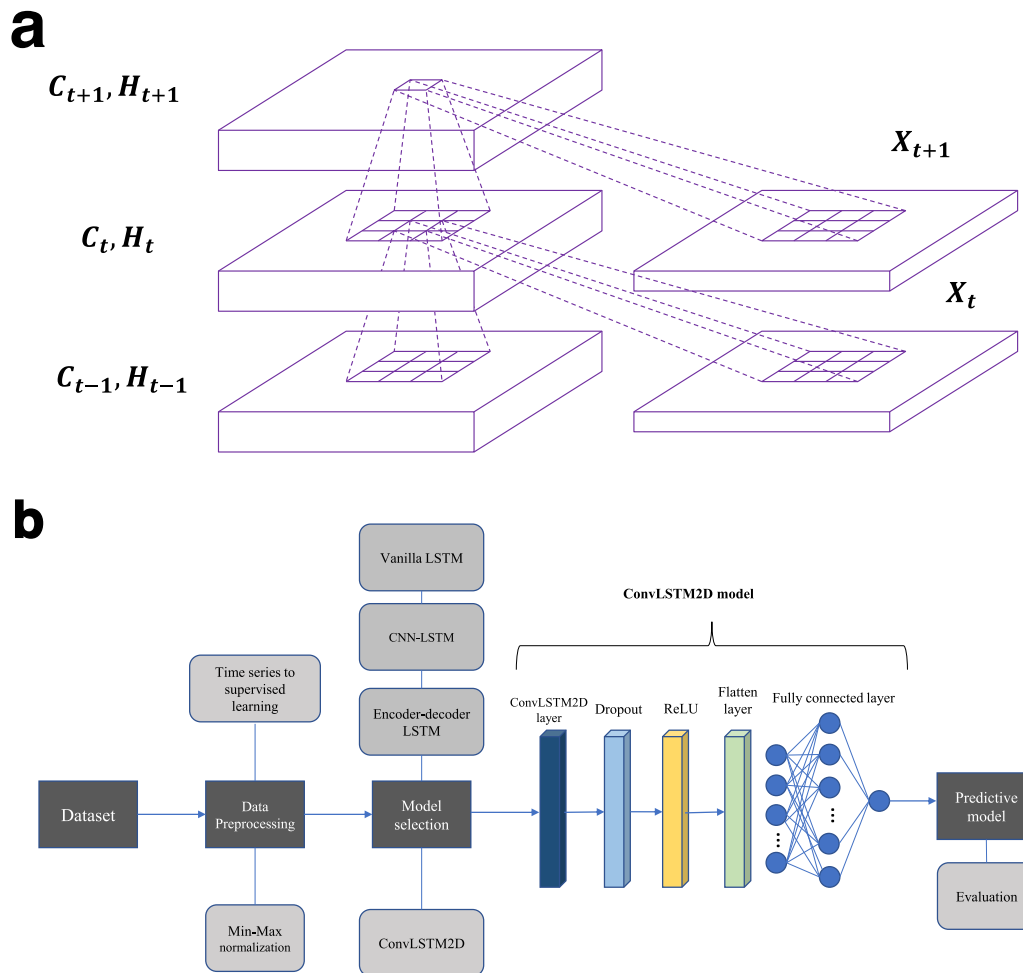 a
C_{t+1}, H_{t+1}
X_{t+1}
C_t, H_t
X_t
C_{t-1}, H_{t-1}
b
Vanilla LSTM
ConvLSTM2D model
CNN-LSTM
Time series to
supervised
learning
Encoder-decoder
LSTM
ConvLSTM2D
layer
Dropout
ReLU
Flatten
layer
Fully connected layer
Dataset
Data
Preprocessing
Model
selection
Predictive
model
Min-Max
normalization
ConvLSTM2D
Evaluation